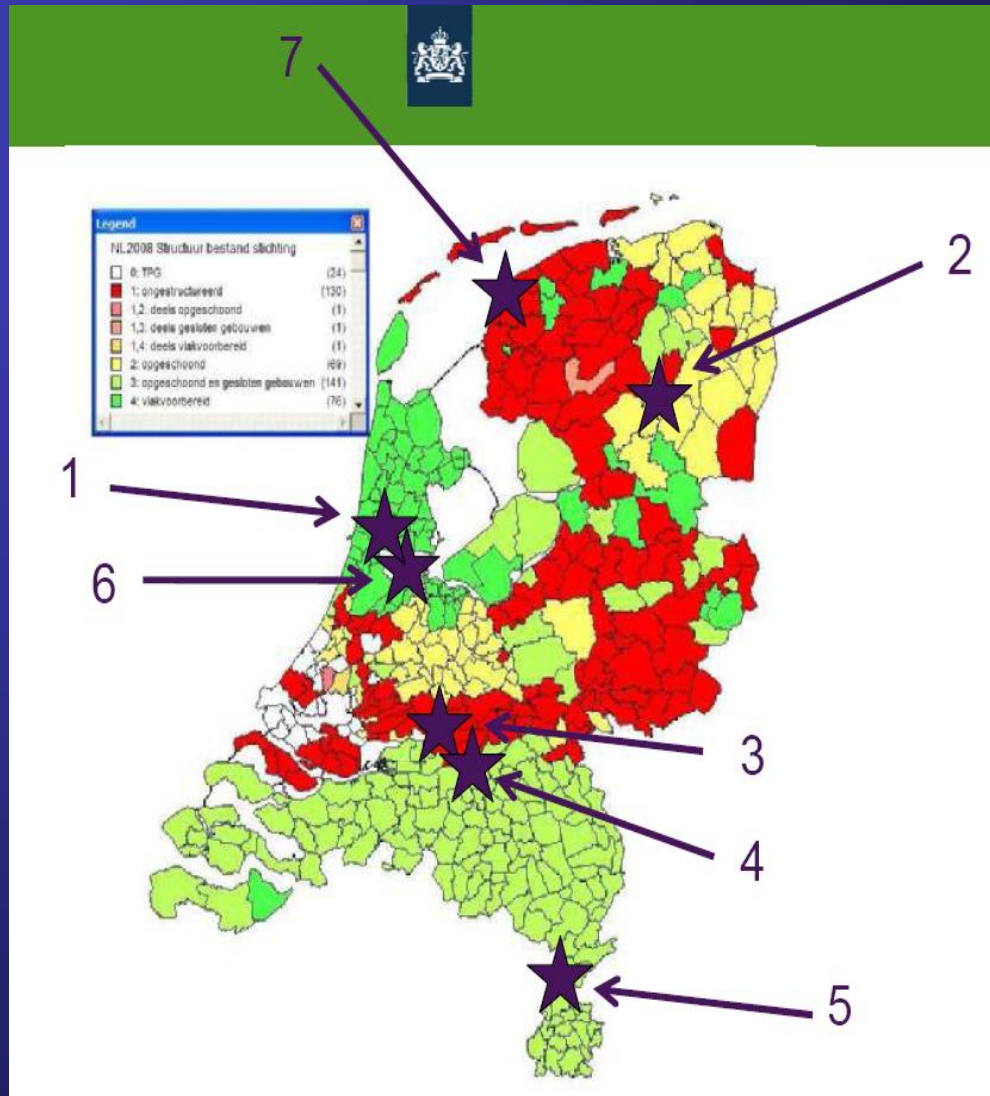 7
Legend
NL2008 Structuur bestand stichting
0: TPG (24)
1: ongestructureerd (130)
1,2: deels opgeschoond (1)
1,3: deels gesloten gebouwen (1)
1,4: deels vlakvoorbereid (1)
2: opgeschoond (69)
3: opgeschoond en gesloten gebouwen (141)
4: vlakvoorbereid (76)
2
1
6
3
4
5